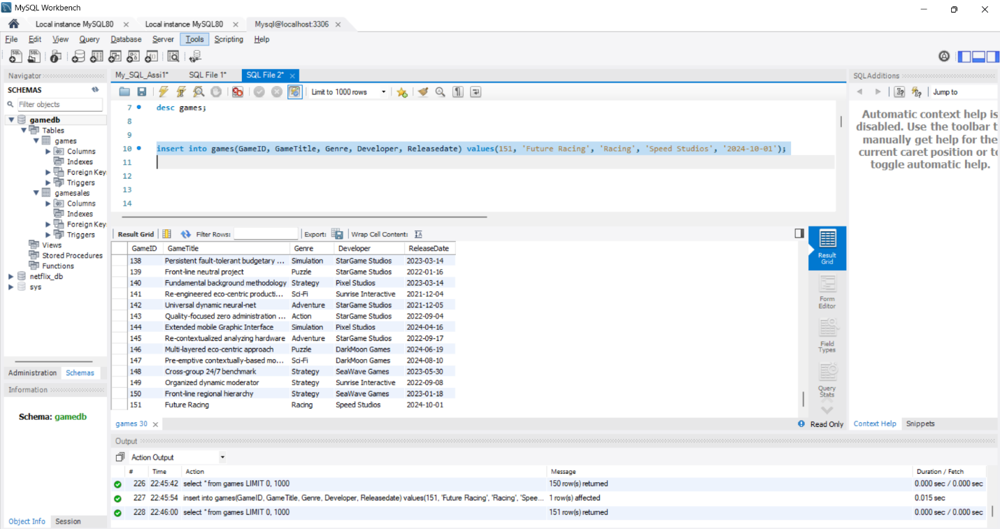 MySQL Workbench
Local instance MySQL80 × Local instance MySQL80 × Mysql@localhost:3306 ×
File Edit View Query Database Server Tools Scripting Help
Navigator
SCHEMAS
Filter objects
gamedb
Tables
games
Columns
Indexes
Foreign Key
Triggers
gamesales
Columns
Indexes
Foreign Key
Triggers
Views
Stored Procedures
Functions
netflix_db
sys
Administration Schemas
Information
Schema: gamedb
Object Info Session
My_SQL_Assi1* SQL File 1* SQL File 2* ×
Limit to 1000 rows
7 desc games;
8
9
10 insert into games(GameID, GameTitle, Genre, Developer, Releasedate) values(151, 'Future Racing', 'Racing', 'Speed Studios', '2024-10-01');
11
12
13
14
Result Grid Filter Rows: Export: Wrap Cell Content:
GameID GameTitle Genre Developer ReleaseDate
138 Persistent fault-tolerant budgetary ... Simulation StarGame Studios 2023-03-14
139 Front-line neutral project Puzzle StarGame Studios 2022-01-16
140 Fundamental background methodology Strategy Pixel Studios 2023-03-14
141 Re-engineered eco-centric producti... Sci-Fi Sunrise Interactive 2021-12-04
142 Universal dynamic neural-net Adventure StarGame Studios 2021-12-05
143 Quality-focused zero administration ... Action StarGame Studios 2022-09-04
144 Extended mobile Graphic Interface Simulation Pixel Studios 2024-04-16
145 Re-contextualized analyzing hardware Adventure StarGame Studios 2022-09-17
146 Multi-layered eco-centric approach Puzzle DarkMoon Games 2024-06-19
147 Pre-emptive contextually-based mo... Sci-Fi DarkMoon Games 2024-08-10
148 Cross-group 24/7 benchmark Strategy SeaWave Games 2023-05-30
149 Organized dynamic moderator Strategy Sunrise Interactive 2022-09-08
150 Front-line regional hierarchy Strategy SeaWave Games 2023-01-18
151 Future Racing Racing Speed Studios 2024-10-01
Result
Grid
Form
Editor
Field
Types
Query
Stats
games 30 × Read Only
Output
Action Output
# Time Action Message Duration / Fetch
226 22:45:42 select * from games LIMIT 0, 1000 150 row(s) returned 0.000 sec / 0.000 sec
227 22:45:54 insert into games(GameID, GameTitle, Genre, Developer, Releasedate) values(151, 'Future Racing', 'Racing', 'Spee... 1 row(s) affected 0.015 sec
228 22:46:00 select * from games LIMIT 0, 1000 151 row(s) returned 0.000 sec / 0.000 sec
SQLAdditions
Jump to
Automatic context help is
disabled. Use the toolbar t
manually get help for the
current caret position or to
toggle automatic help.
Context Help Snippets